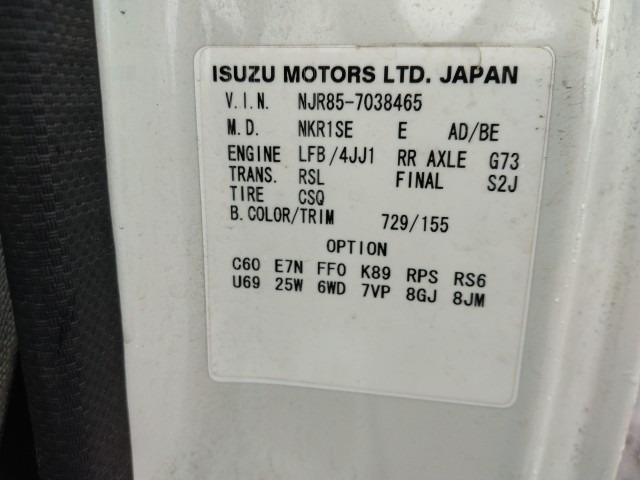 ISUZU MOTORS LTD. JAPAN
V.I.N. NJR85-7038465
M.D. NKR1SE E AD/BE
ENGINE LFB/4JJ1 RR AXLE G73
TRANS. RSL FINAL S2J
TIRE CSQ
B.COLOR/TRIM 729/155
OPTION
C60 E7N FF0 K89 RPS RS6
U69 25W 6WD 7VP 8GJ 8JM